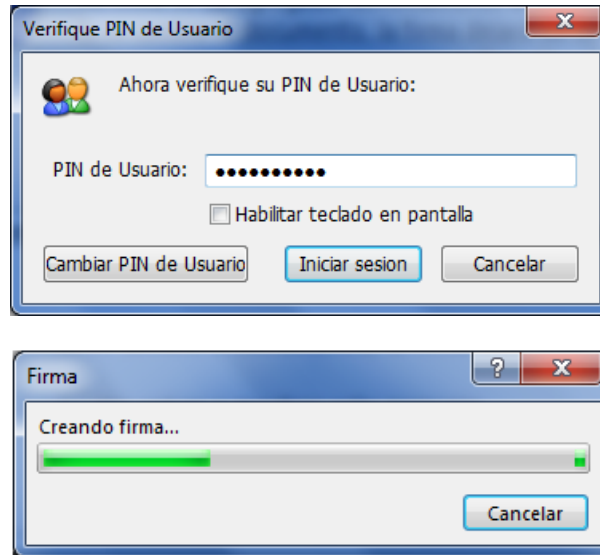 Verifique PIN de Usuario
Ahora verifique su PIN de Usuario:
PIN de Usuario: ••••••••••
Habilitar teclado en pantalla
Cambiar PIN de Usuario Iniciar sesion Cancelar
Firma
Creando firma...
Cancelar